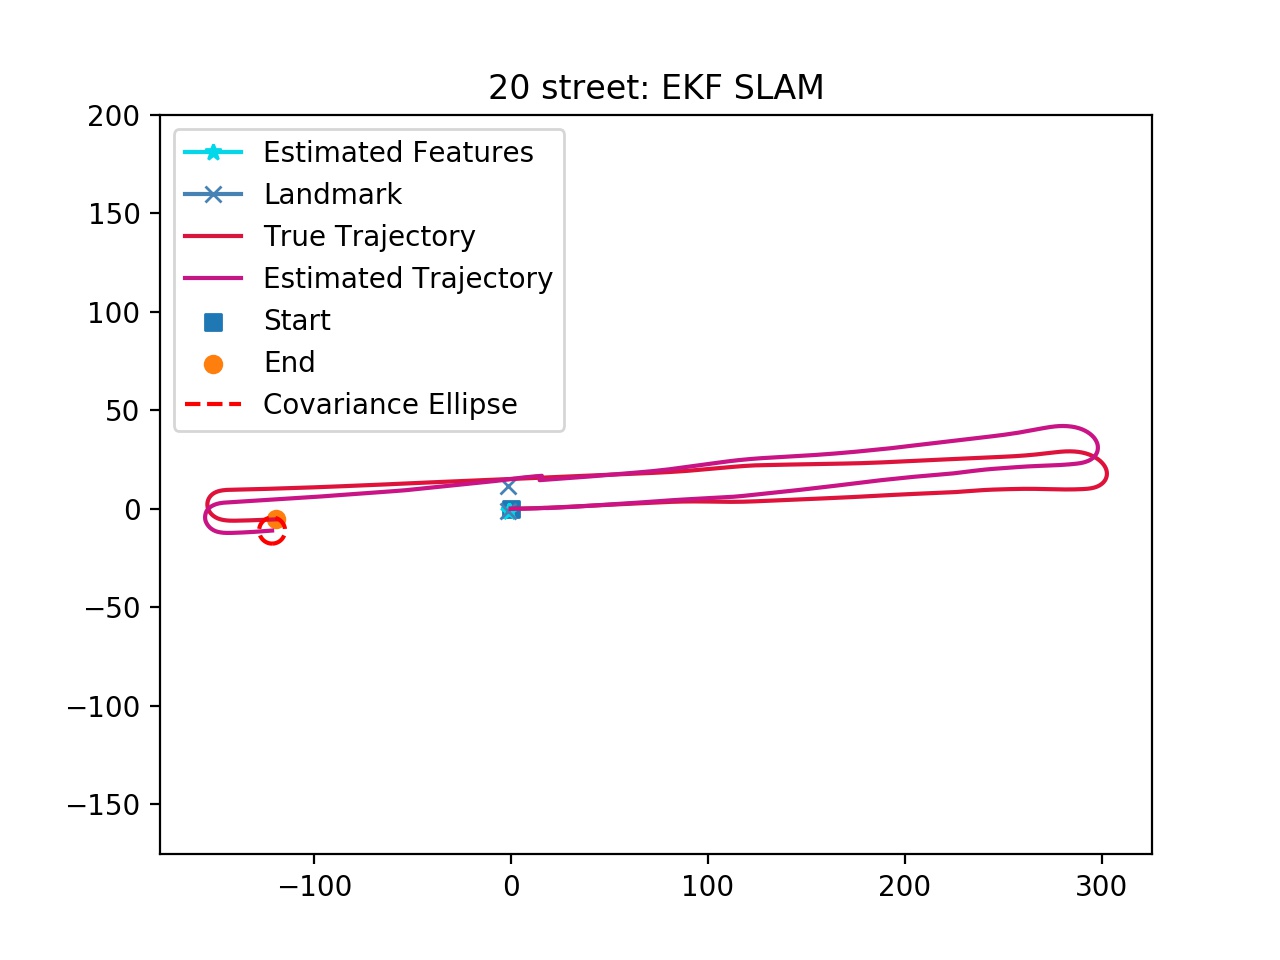 20 street: EKF SLAM
200
150
100
50
0
−50
−100
−150
Estimated Features
Landmark
True Trajectory
Estimated Trajectory
Start
End
Covariance Ellipse
−100 0 100 200 300